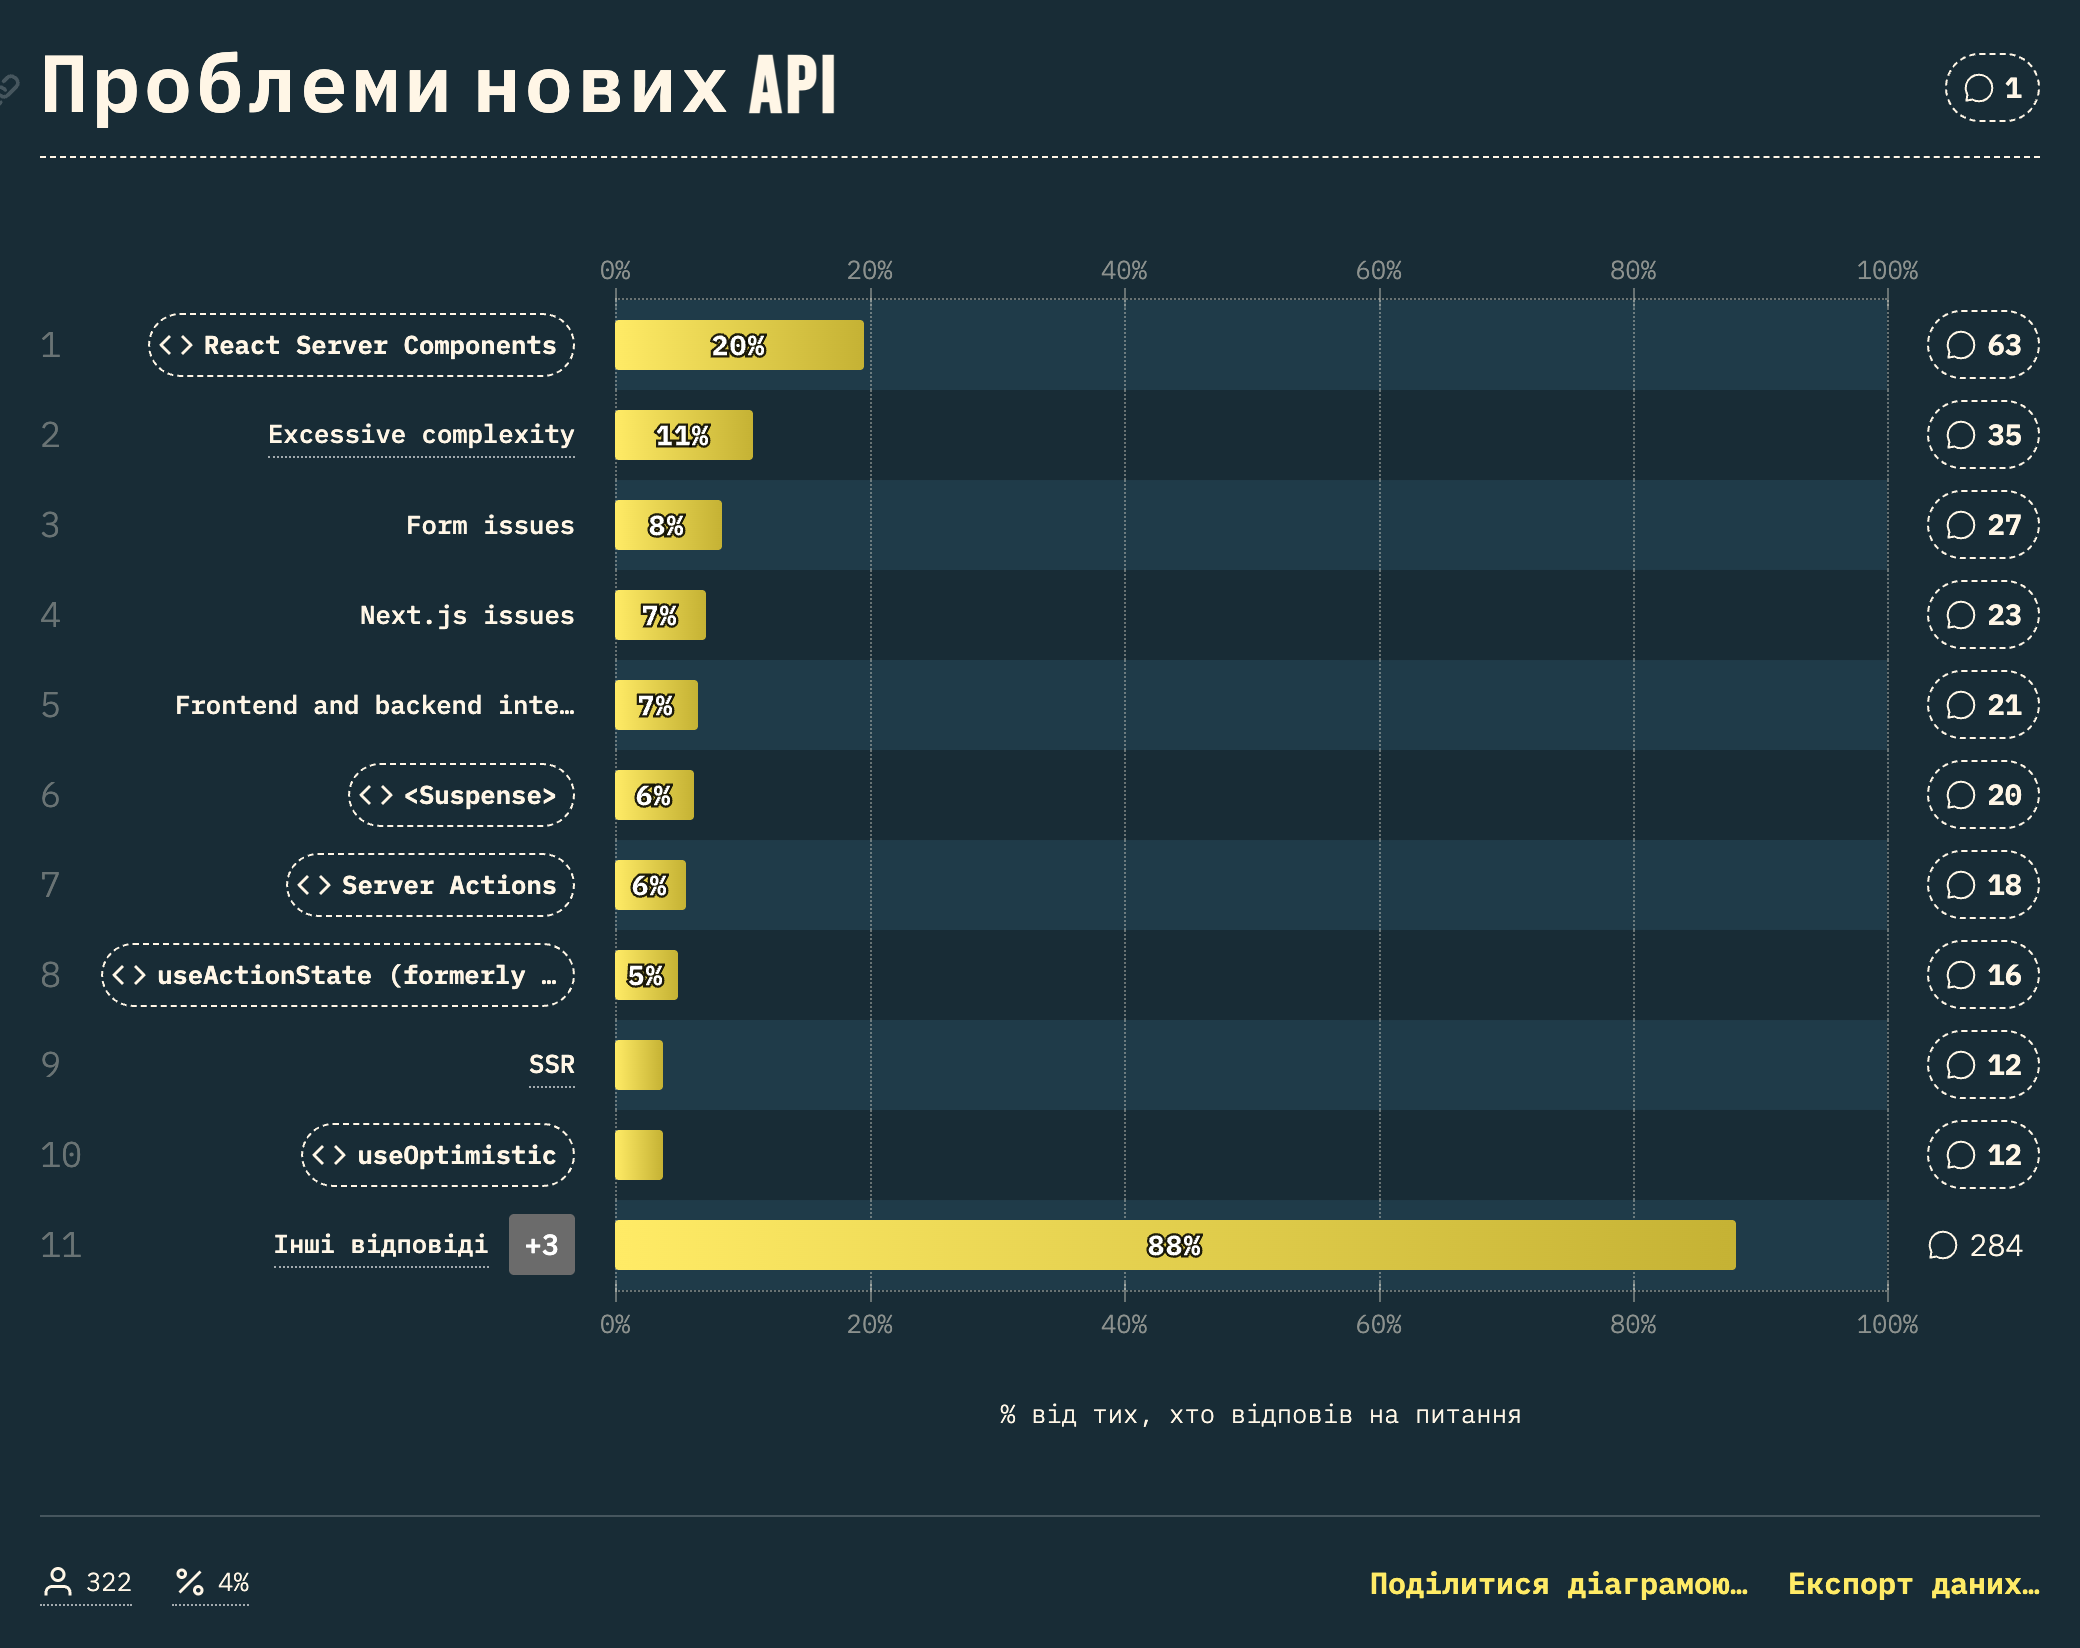 Проблеми нових API
1
0% 20% 40% 60% 80% 100%
1 <> React Server Components 20% 63
2 Excessive complexity 11% 35
3 Form issues 8% 27
4 Next.js issues 7% 23
5 Frontend and backend inte… 7% 21
6 <> <Suspense> 6% 20
7 <> Server Actions 6% 18
8 <> useActionState (formerly … 5% 16
9 SSR 12
10 <> useOptimistic 12
11 Інші відповіді +3 88% 284
0% 20% 40% 60% 80% 100%
% від тих, хто відповів на питання
322 % 4% Поділитися діаграмою… Експорт даних…